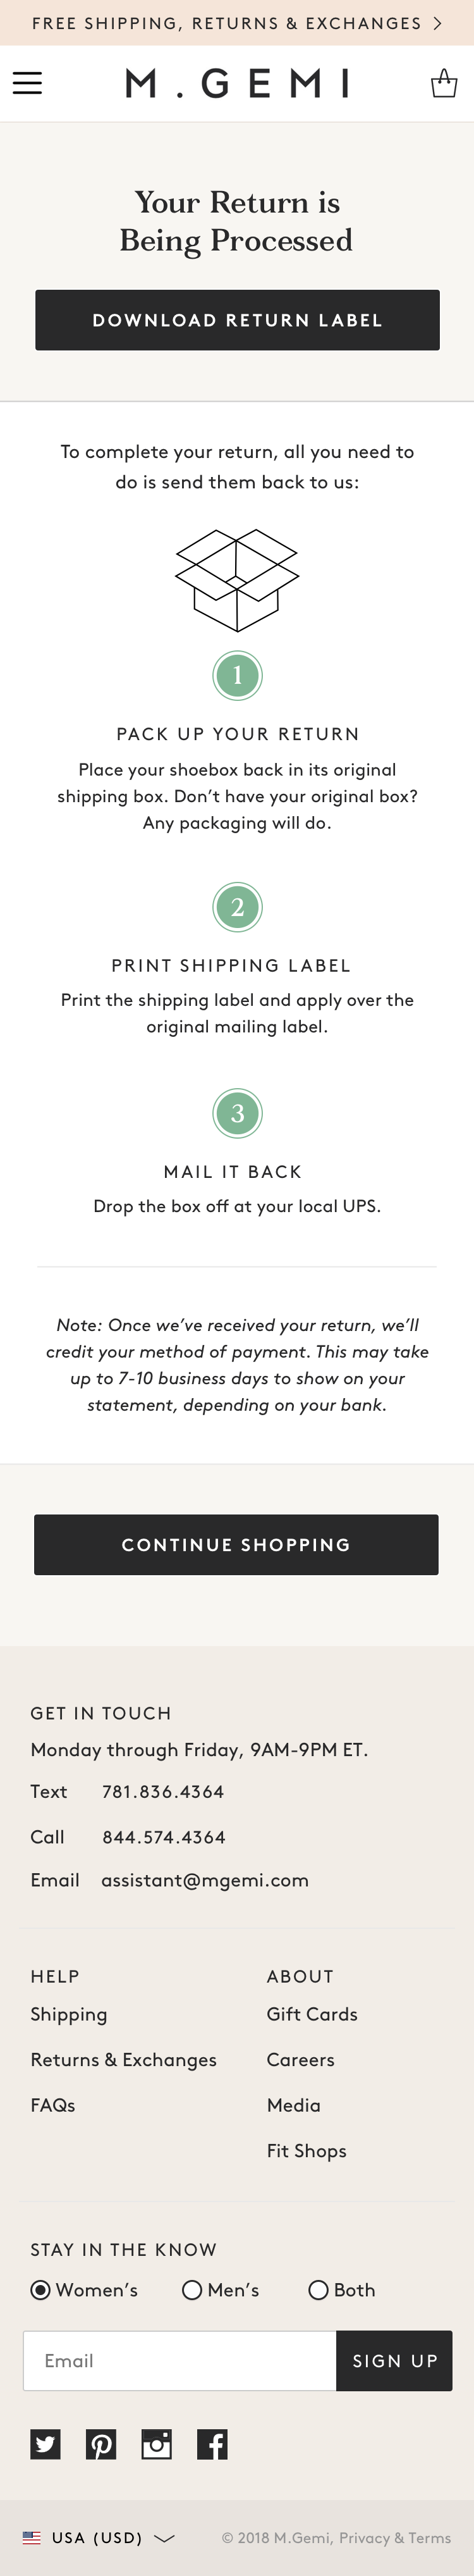 FREE SHIPPING, RETURNS & EXCHANGES
M.GEMI
Your Return is
Being Processed
DOWNLOAD RETURN LABEL
To complete your return, all you need to
do is send them back to us:
1
PACK UP YOUR RETURN
Place your shoebox back in its original
shipping box. Don’t have your original box?
Any packaging will do.
2
PRINT SHIPPING LABEL
Print the shipping label and apply over the
original mailing label.
3
MAIL IT BACK
Drop the box off at your local UPS.
Note: Once we’ve received your return, we’ll
credit your method of payment. This may take
up to 7-10 business days to show on your
statement, depending on your bank.
CONTINUE SHOPPING
GET IN TOUCH
Monday through Friday, 9AM-9PM ET.
Text 781.836.4364
Call 844.574.4364
Email assistant@mgemi.com
HELP
Shipping
Returns & Exchanges
FAQs
ABOUT
Gift Cards
Careers
Media
Fit Shops
STAY IN THE KNOW
Women’s Men’s Both
Email SIGN UP
USA (USD) © 2018 M.Gemi, Privacy & Terms